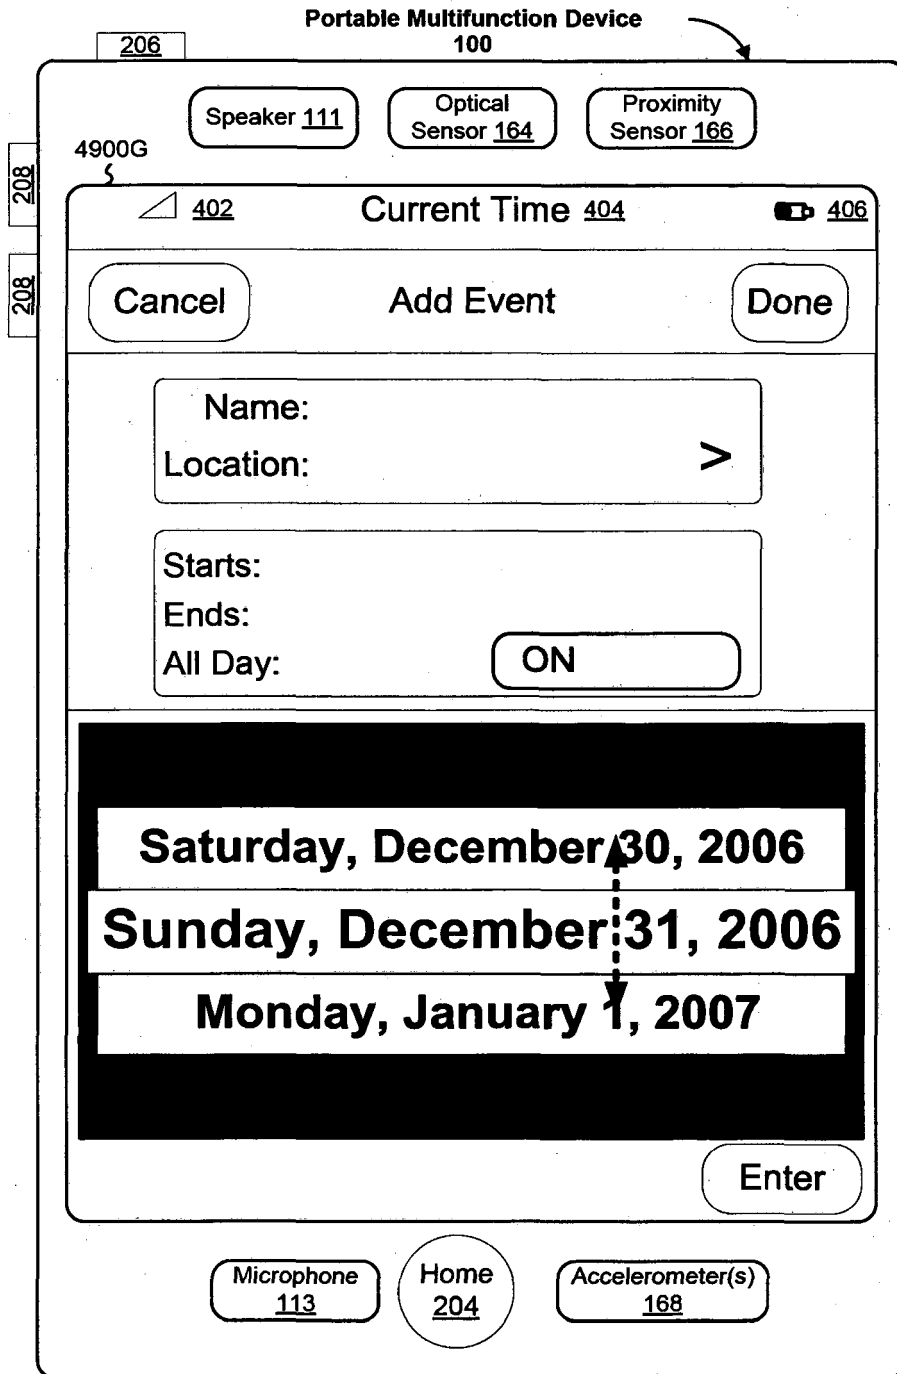 Portable Multifunction Device
100
206
Speaker 111
Optical
Sensor 164
Proximity
Sensor 166
4900G
208
208
402
Current Time 404
406
Cancel
Add Event
Done
Name:
Location:
>
Starts:
Ends:
All Day:
ON
Saturday, December 30, 2006
Sunday, December 31, 2006
Monday, January 1, 2007
Enter
Microphone
113
Home
204
Accelerometer(s)
168